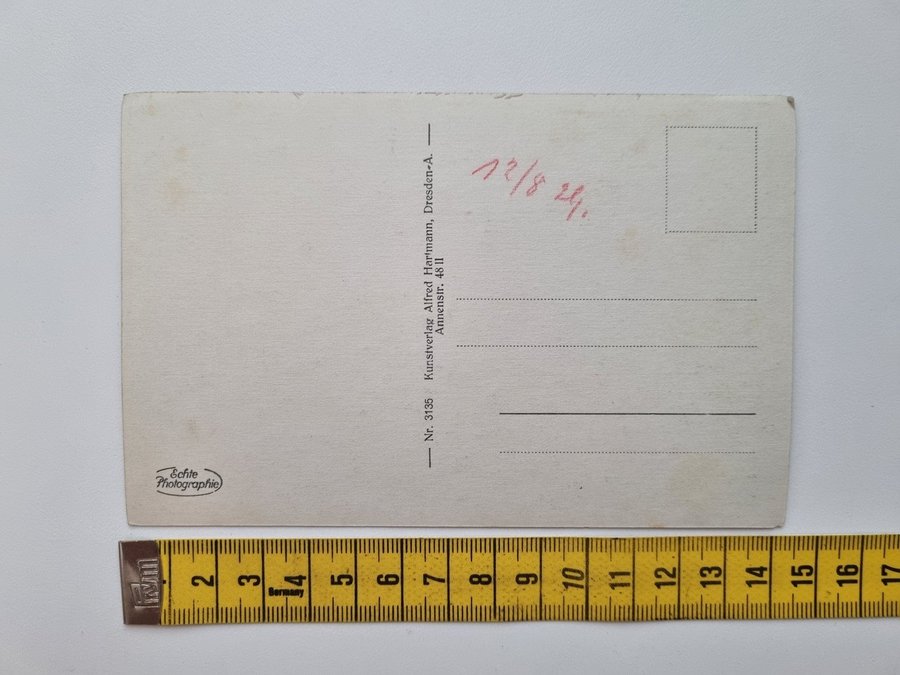 12/8 24.
Nr. 3135 Kunstverlag Alfred Hartmann, Dresden-A.
Annenstr. 48 II
Echte
Photographie
2 3 4 5 6 7 8 9 10 11 12 13 14 15 16 17
Germany